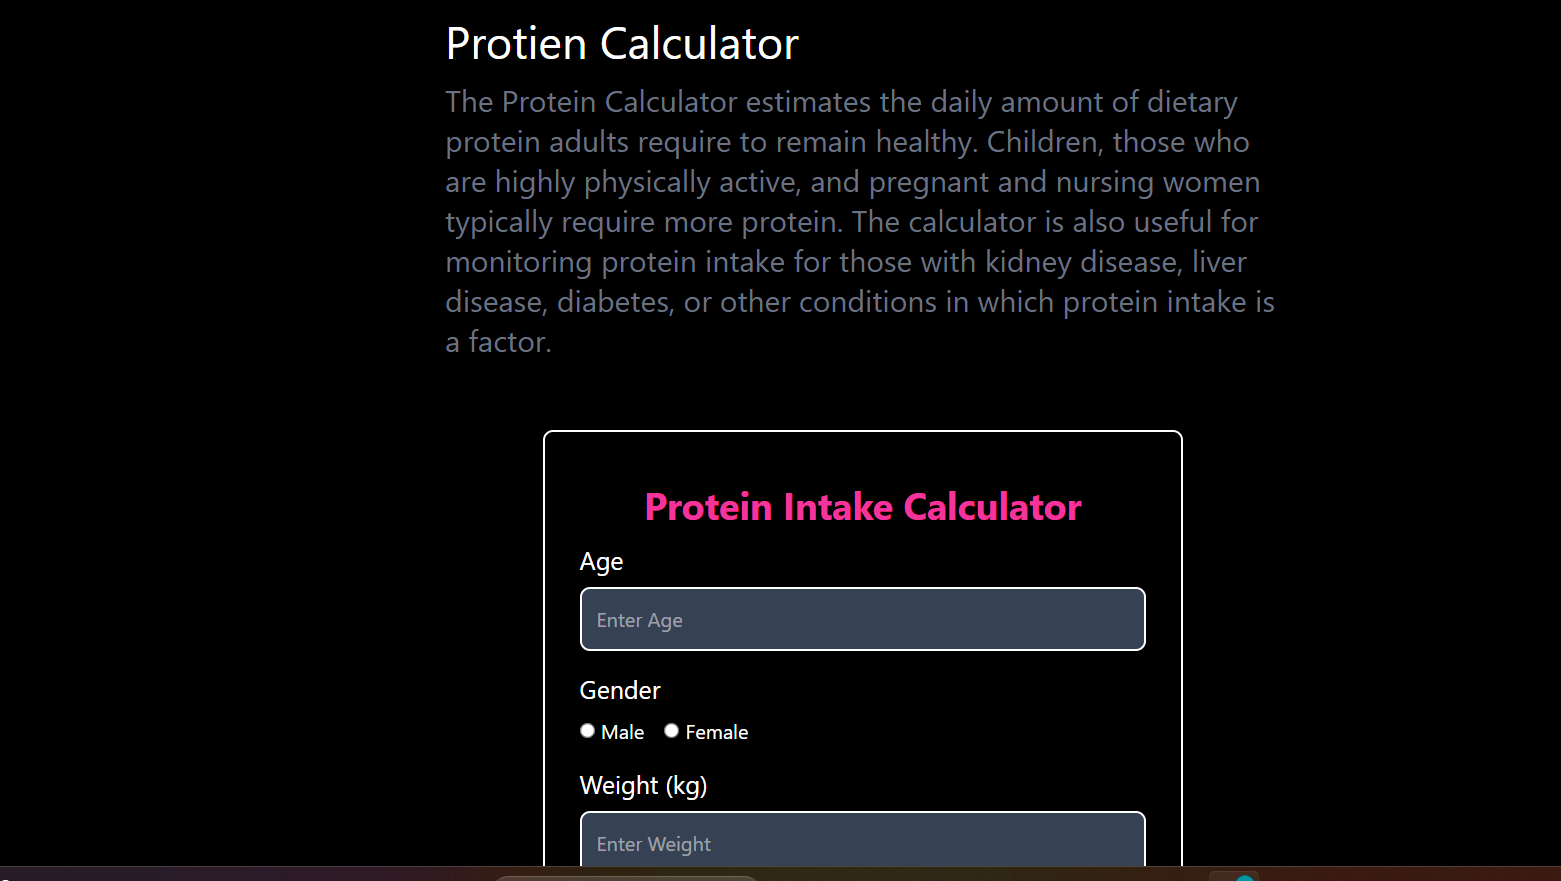 Protien Calculator
The Protein Calculator estimates the daily amount of dietary
protein adults require to remain healthy. Children, those who
are highly physically active, and pregnant and nursing women
typically require more protein. The calculator is also useful for
monitoring protein intake for those with kidney disease, liver
disease, diabetes, or other conditions in which protein intake is
a factor.
Protein Intake Calculator
Age
Enter Age
Gender
Male Female
Weight (kg)
Enter Weight